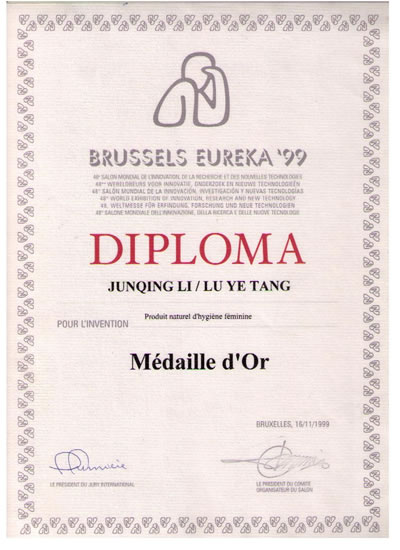 BRUSSELS EUREKA '99
48e SALON MONDIAL DE L'INNOVATION, DE LA RECHERCHE ET DES NOUVELLES TECHNOLOGIES
48ste WERELDBEURS VOOR INNOVATIE, ONDERZOEK EN NIEUWE TECHNOLOGIEËN
48° SALÓN MONDIAL DE LA INNOVACIÓN, INVESTIGACIÓN Y NUEVAS TECNOLOGÍAS
48th WORLD EXHIBITION OF INNOVATION, RESEARCH AND NEW TECHNOLOGY
48. WELTMESSE FÜR ERFINDUNG, FORSCHUNG UND NEUE TECHNOLOGIEN
48° SALONE MONDIALE DELL'INNOVAZIONE, DELLA RICERCA E DELLE NUOVE TECNOLOGIE
DIPLOMA
JUNQING LI / LU YE TANG
Produit naturel d'hygiène féminine
POUR L'INVENTION
Médaille d'Or
BRUXELLES, 16/11/1999
LE PRESIDENT DU JURY INTERNATIONAL
LE PRESIDENT DU COMITE
ORGANISATEUR DU SALON